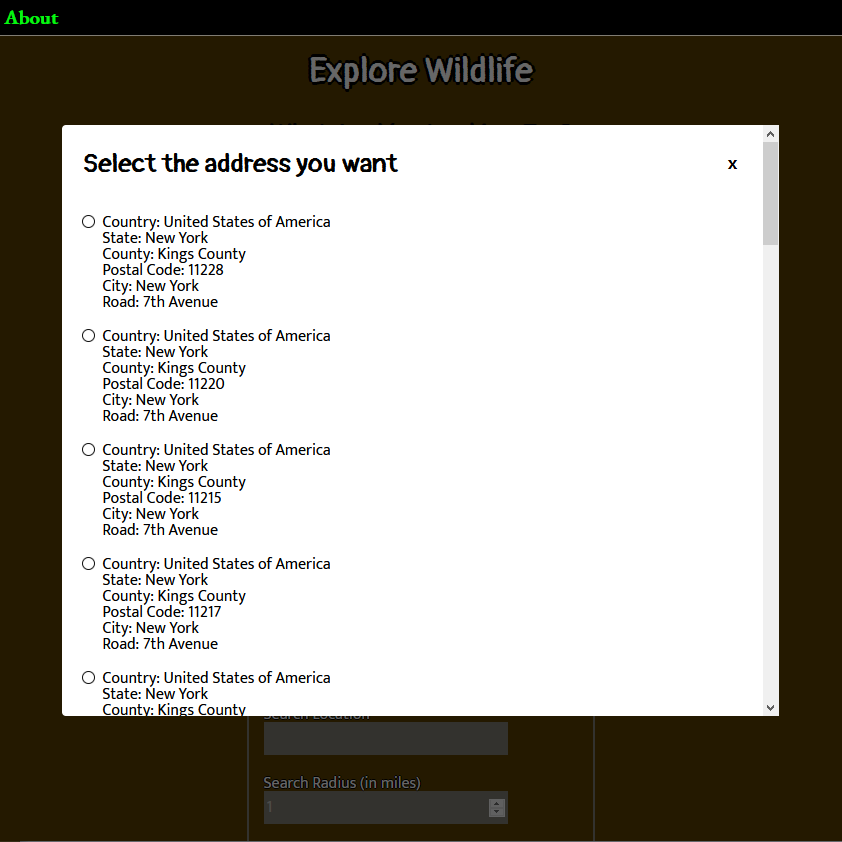 About
Explore Wildlife
Select the address you want
x
Country: United States of America
State: New York
County: Kings County
Postal Code: 11228
City: New York
Road: 7th Avenue
Country: United States of America
State: New York
County: Kings County
Postal Code: 11220
City: New York
Road: 7th Avenue
Country: United States of America
State: New York
County: Kings County
Postal Code: 11215
City: New York
Road: 7th Avenue
Country: United States of America
State: New York
County: Kings County
Postal Code: 11217
City: New York
Road: 7th Avenue
Country: United States of America
State: New York
County: Kings County
Search Location
Search Radius (in miles)
1